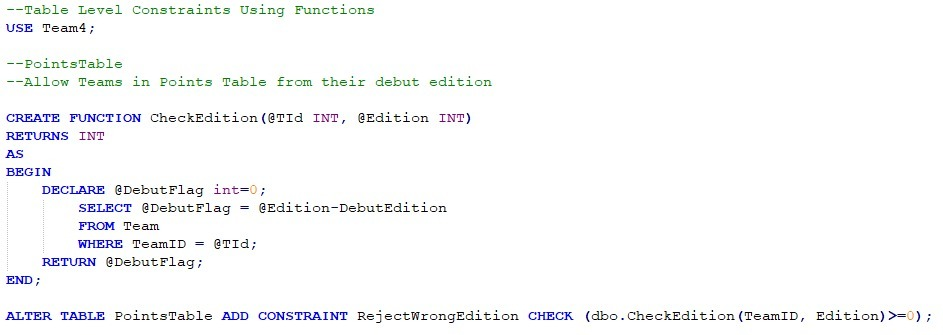 --Table Level Constraints Using Functions
USE Team4;
--PointsTable
--Allow Teams in Points Table from their debut edition
CREATE FUNCTION CheckEdition(@TId INT, @Edition INT)
RETURNS INT
AS
BEGIN
DECLARE @DebutFlag int=0;
SELECT @DebutFlag = @Edition-DebutEdition
FROM Team
WHERE TeamID = @TId;
RETURN @DebutFlag;
END;
ALTER TABLE PointsTable ADD CONSTRAINT RejectWrongEdition CHECK (dbo.CheckEdition(TeamID, Edition)>=0);